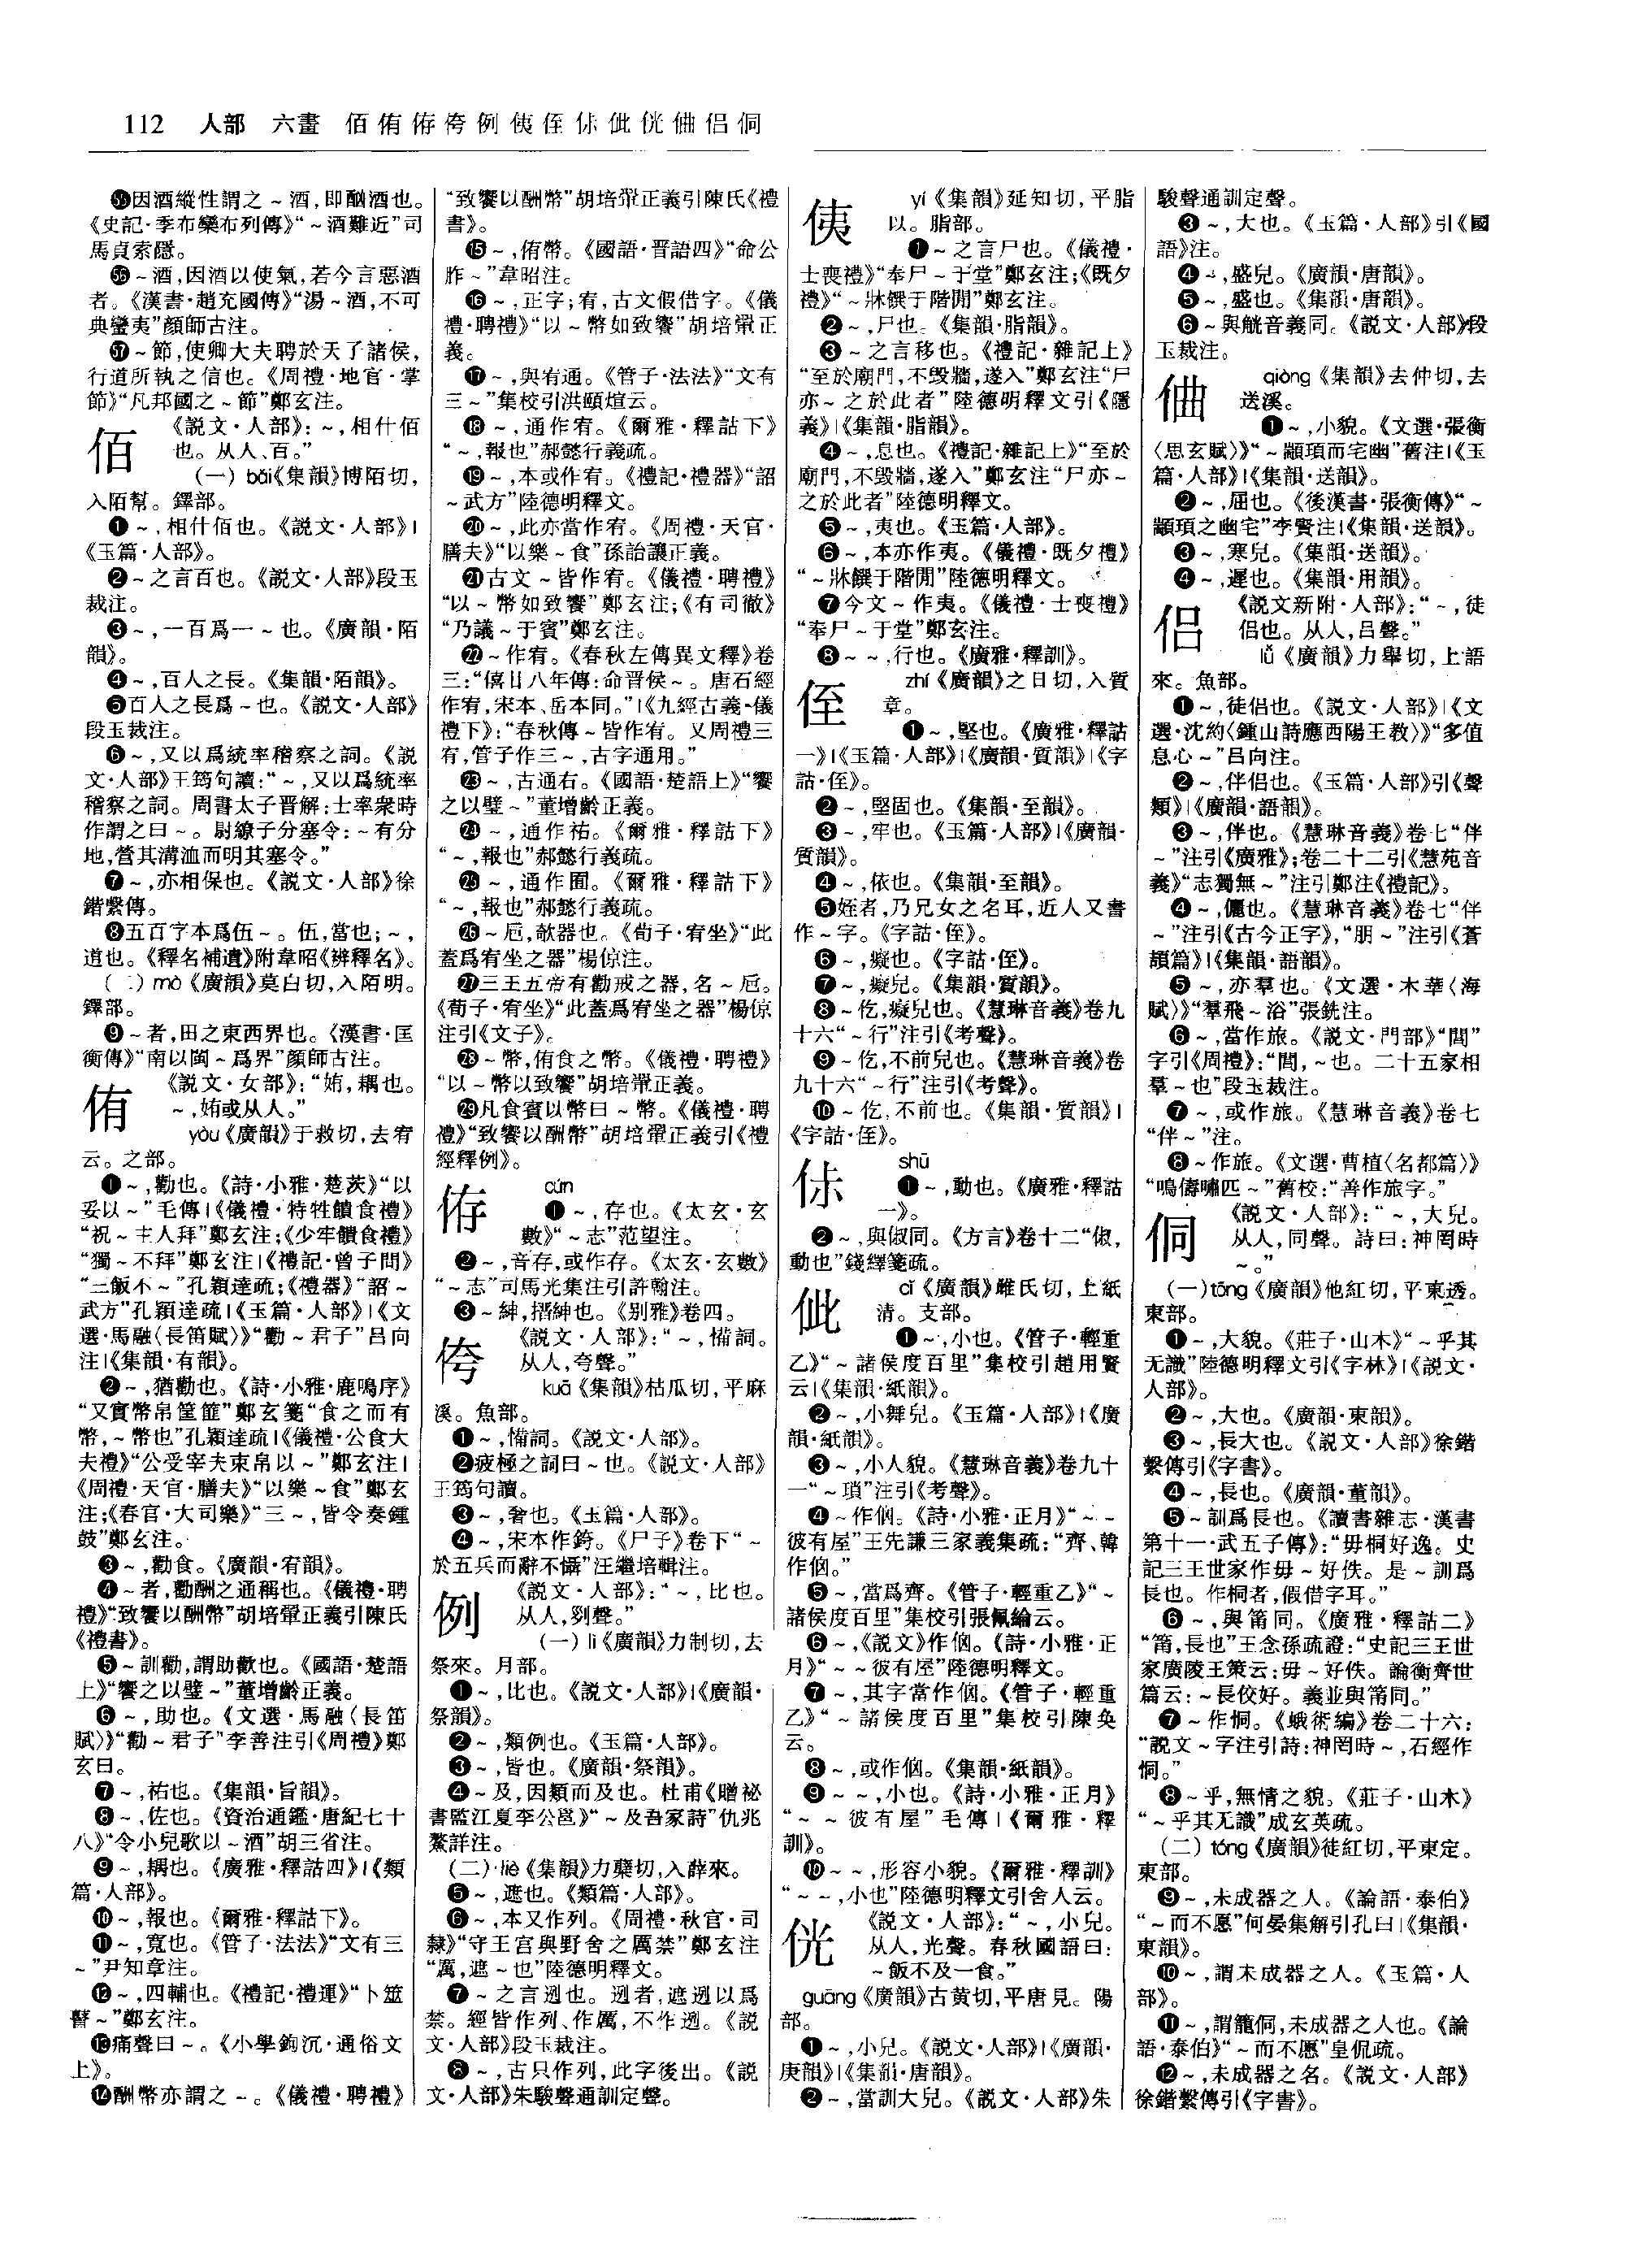 112　人部　六畫　佰侑侟侉例侇侄㑐佌侊㑋侶侗
㊺因酒縱性謂之～酒,即酗酒也。
《史記·季布欒布列傳》“～酒難近”司
馬貞索隱。
～酒,因酒以使氣,若今言惡酒
者。《漢書·趙充國傳》“湯～酒,不可
典蠻夷”顏師古注。
～節,使卿大夫聘於天子諸侯,
行道所執之信也。《周禮·地官·掌
節》“凡邦國之～節”鄭玄注。
佰
《説文·人部》:～,相什佰
也。从人、百。”
(一) bǎi《集韻》博陌切,
入陌幫。鐸部。
❶～,相什佰也。《説文·人部》|
《玉篇·人部》。
❷～之言百也。《説文·人部》段玉
裁注。
❸～,一百爲一～也。《廣韻·陌
韻》。
❹～,百人之長。《集韻·陌韻》。
❺百人之長爲～也。《説文·人部》
段玉裁注。
❻～,又以爲統率稽察之詞。《説
文·人部》王筠句讀:“～,又以爲統率
稽察之詞。周書太子晋解:士率衆時
作謂之曰～。尉繚子分塞令:～有分
地,營其溝洫而明其塞令。”
❼～,亦相保也。《説文·人部》徐
鍇繫傳。
❽五百字本爲伍～。伍,當也;～,
道也。《釋名補遺》附韋昭《辨釋名》。
(二) mò《廣韻》莫白切,入陌明。
鐸部。
❾～者,田之東西界也。《漢書·匡
衡傳》“南以閩～爲界”顏師古注。
侑
《説文·女部》:“姷,耦也。
～,姷或从人。”
yòu《廣韻》于救切,去宥
云。之部。
❶～,勸也。《詩·小雅·楚茨》“以
妥以～”毛傳|《儀禮·特牲饋食禮》
“祝～主人拜”鄭玄注;《少牢饋食禮》
“獨～不拜”鄭玄注|《禮記·曾子問》
“三飯不～”孔穎達疏;《禮器》“詔～
武方”孔穎達疏|《玉篇·人部》|《文
選·馬融〈長笛賦〉》“勸～君子”吕向
注|《集韻·有韻》。
❷～,猶勸也。《詩·小雅·鹿鳴序》
“又實幣帛筐篚”鄭玄箋“食之而有
幣,～幣也”孔穎達疏|《儀禮·公食大
夫禮》“公受宰夫束帛以～”鄭玄注|
《周禮·天官·膳夫》“以樂～食”鄭玄
注;《春官·大司樂》“三～,皆令奏鍾
鼓”鄭玄注。
❸～,勸食。《廣韻·宥韻》。
❹～者,勸酬之通稱也。《儀禮·聘
禮》“致饗以酬幣”胡培翬正義引陳氏
《禮書》。
❺～訓勸,謂助歡也。《國語·楚語
上》“饗之以璧～”董增齡正義。
❻～,助也。《文選·馬融〈長笛
賦〉》“勸～君子”李善注引《周禮》鄭
玄曰。
❼～,祐也。《集韻·旨韻》。
❽～,佐也。《資治通鑑·唐紀七十
八》“令小兒歌以～酒”胡三省注。
❾～,耦也。《廣雅·釋詁四》|《類
篇·人部》。
❿～,報也。《爾雅·釋詁下》。
⓫～,寬也。《管子·法法》“文有三
～”尹知章注。
⓬～,四輔也。《禮記·禮運》“卜筮
瞽～”鄭玄注。
⓭痛聲曰～。《小學鉤沉·通俗文
上》。
⓮酬幣亦謂之～。《儀禮·聘禮》
“致饗以酬幣”胡培翬正義引陳氏《禮
書》。
⓯～,侑幣。《國語·晋語四》“命公
胙～”韋昭注。
⓰～,正字;有,古文假借字。《儀
禮·聘禮》“以～幣如致饗”胡培翬正
義。
⓱～,與宥通。《管子·法法》“文有
三～”集校引洪頤煊云。
⓲～,通作宥。《爾雅·釋詁下》
“～,報也”郝懿行義疏。
⓳～,本或作宥。《禮記·禮器》“詔
～武方”陸德明釋文。
⓴～,此亦當作宥。《周禮·天官·
膳夫》“以樂～食”孫詒讓正義。
㉑古文～皆作宥。《儀禮·聘禮》
“以～幣如致饗”鄭玄注;《有司徹》
“乃議～于賓”鄭玄注。
㉒～作宥。《春秋左傳異文釋》卷
三:“僖廿八年傳:命晋侯～。唐石經
作宥,宋本、岳本同。”|《九經古義·儀
禮下》:“春秋傳～皆作宥。又周禮三
有,管子作三～,古字通用。”
㉓～,古通右。《國語·楚語上》“饗
之以璧～”董增齡正義。
㉔～,通作祐。《爾雅·釋詁下》
“～,報也”郝懿行義疏。
㉕～,通作囿。《爾雅·釋詁下》
“～,報也”郝懿行義疏。
㉖～卮,欹器也。《荀子·宥坐》“此
蓋爲宥坐之器”楊倞注。
㉗三王五帝有勸戒之器,名～卮。
《荀子·宥坐》“此蓋爲宥坐之器”楊倞
注引《文子》。
㉘～幣,侑食之幣。《儀禮·聘禮》
“以～幣以致饗”胡培翬正義。
㉙凡食賓以幣曰～幣。《儀禮·聘
禮》“致饗以酬幣”胡培翬正義引《禮
經釋例》。
侟
cún
❶～,存也。《太玄·玄
數》“～志”范望注。
❷～,音存,或作存。《太玄·玄數》
“～志”司馬光集注引許翰注。
❸～紳,搢紳也。《别雅》卷四。
侉
《説文·人部》:“～,㥶詞。
从人,夸聲。”
kuā《集韻》枯瓜切,平麻
溪。魚部。
❶～,㥶詞。《説文·人部》。
❷疲極之詞曰～也。《説文·人部》
王筠句讀。
❸～,奢也。《玉篇·人部》。
❹～,宋本作銙。《尸子》卷下“～
於五兵而辭不懾”汪繼培輯注。
例
《説文·人部》:“～,比也。
从人,列聲。”
(一) lì《廣韻》力制切,去
祭來。月部。
❶～,比也。《説文·人部》|《廣韻·
祭韻》。
❷～,類例也。《玉篇·人部》。
❸～,皆也。《廣韻·祭韻》。
❹～及,因類而及也。杜甫《贈祕
書監江夏李公邕》“～及吾家詩”仇兆
鰲詳注。
(二) liè《集韻》力蘖切,入薛來。
❺～,遮也。《類篇·人部》。
❻～,本又作列。《周禮·秋官·司
隸》“守王宫與野舍之厲禁”鄭玄注
“厲,遮～也”陸德明釋文。
❼～之言迾也。迾者,遮迾以爲
禁。經皆作列、作厲,不作迾。《説
文·人部》段玉裁注。
❽～,古只作列,此字後出。《説
文·人部》朱駿聲通訓定聲。
侇
yí《集韻》延知切,平脂
以。脂部。
❶～之言尸也。《儀禮·
士喪禮》“奉尸～于堂”鄭玄注;《既夕
禮》“～牀饌于階間”鄭玄注。
❷～,尸也。《集韻·脂韻》。
❸～之言移也。《禮記·雜記上》
“至於廟門,不毁牆,遂入”鄭玄注“尸
亦～之於此者”陸德明釋文引《隱
義》|《集韻·脂韻》。
❹～,息也。《禮記·雜記上》“至於
廟門,不毁牆,遂入”鄭玄注“尸亦～
之於此者”陸德明釋文。
❺～,夷也。《玉篇·人部》。
❻～,本亦作夷。《儀禮·既夕禮》
“～牀饌于階間”陸德明釋文。
❼今文～作夷。《儀禮·士喪禮》
“奉尸～于堂”鄭玄注。
❽～～,行也。《廣雅·釋訓》。
侄
zhí《廣韻》之日切,入質
章。
❶～,堅也。《廣雅·釋詁
一》|《玉篇·人部》|《廣韻·質韻》|《字
詁·侄》。
❷～,堅固也。《集韻·至韻》。
❸～,牢也。《玉篇·人部》|《廣韻·
質韻》。
❹～,依也。《集韻·至韻》。
❺姪者,乃兄女之名耳,近人又書
作～字。《字詁·侄》。
❻～,癡也。《字詁·侄》。
❼～,癡皃。《集韻·質韻》。
❽～仡,癡皃也。《慧琳音義》卷九
十六“～行”注引《考聲》。
❾～仡,不前皃也。《慧琳音義》卷
九十六“～行”注引《考聲》。
❿～仡,不前也。《集韻·質韻》|
《字詁·侄》。
㑐
shū
❶～,動也。《廣雅·釋詁
一》。
❷～,與俶同。《方言》卷十二“俶,
動也”錢繹箋疏。
佌
cǐ《廣韻》雌氏切,上紙
清。支部。
❶～,小也。《管子·輕重
乙》“～諸侯度百里”集校引趙用賢
云|《集韻·紙韻》。
❷～,小舞皃。《玉篇·人部》|《廣
韻·紙韻》。
❸～,小人貌。《慧琳音義》卷九十
一“～瑣”注引《考聲》。
❹～作㑪。《詩·小雅·正月》“～～
彼有屋”王先謙三家義集疏:“齊、韓
作㑪。”
❺～,當爲齊。《管子·輕重乙》“～
諸侯度百里”集校引張佩綸云。
❻～,《説文》作㑪。《詩·小雅·正
月》“～～彼有屋”陸德明釋文。
❼～,其字當作㑪。《管子·輕重
乙》“～諸侯度百里”集校引陳奂
云。
❽～,或作㑪。《集韻·紙韻》。
❾～～,小也。《詩·小雅·正月》
“～～彼有屋”毛傳|《爾雅·釋
訓》。
❿～～,形容小貌。《爾雅·釋訓》
“～～,小也”陸德明釋文引舍人云。
侊
《説文·人部》:“～,小皃。
从人,光聲。春秋國語曰:
～飯不及一食。”
guāng《廣韻》古黄切,平唐見。陽
部。
❶～,小皃。《説文·人部》|《廣韻·
庚韻》|《集韻·唐韻》。
❷～,當訓大皃。《説文·人部》朱
駿聲通訓定聲。
❸～,大也。《玉篇·人部》引《國
語》注。
❹～,盛皃。《廣韻·唐韻》。
❺～,盛也。《集韻·唐韻》。
❻～與觥音義同。《説文·人部》段
玉裁注。
㑋
qiòng《集韻》去仲切,去
送溪。
❶～,小貌。《文選·張衡
〈思玄賦〉》“～顓頊而宅幽”舊注|《玉
篇·人部》|《集韻·送韻》。
❷～,屈也。《後漢書·張衡傳》“～
顓頊之幽宅”李賢注|《集韻·送韻》。
❸～,寒皃。《集韻·送韻》。
❹～,遲也。《集韻·用韻》。
侶
《説文新附·人部》:“～,徒
侶也。从人,吕聲。”
lǚ《廣韻》力舉切,上語
來。魚部。
❶～,徒侶也。《説文·人部》|《文
選·沈約〈鍾山詩應西陽王教〉》“多值
息心～”吕向注。
❷～,伴侶也。《玉篇·人部》引《聲
類》|《廣韻·語韻》。
❸～,伴也。《慧琳音義》卷七“伴
～”注引《廣雅》;卷二十二引《慧苑音
義》“志獨無～”注引鄭注《禮記》。
❹～,儷也。《慧琳音義》卷七“伴
～”注引《古今正字》,“朋～”注引《蒼
頡篇》|《集韻·語韻》。
❺～,亦羣也。《文選·木華〈海
賦〉》“羣飛～浴”張銑注。
❻～,當作旅。《説文·門部》“閭”
字引《周禮》:“閭,～也。二十五家相
羣～也”段玉裁注。
❼～,或作旅。《慧琳音義》卷七
“伴～”注。
❽～作旅。《文選·曹植〈名都篇〉》
“鳴儔嘯匹～”舊校:“善作旅字。”
侗
《説文·人部》:“～,大皃。
从人,同聲。詩曰:神罔時
～。”
(一)tōng《廣韻》他紅切,平東透。
東部。
❶～,大貌。《莊子·山木》“～乎其
无識”陸德明釋文引《字林》|《説文·
人部》。
❷～,大也。《廣韻·東韻》。
❸～,長大也。《説文·人部》徐鍇
繫傳引《字書》。
❹～,長也。《廣韻·董韻》。
❺～訓爲長也。《讀書雜志·漢書
第十一·武五子傳》:“毋桐好逸。史
記三王世家作毋～好佚。是～訓爲
長也。作桐者,假借字耳。”
❻～,與筩同。《廣雅·釋詁二》
“筩,長也”王念孫疏證:“史記三王世
家廣陵王策云:毋～好佚。論衡齊世
篇云:～長佼好。義並與筩同。”
❼～作恫。《蛾術編》卷二十六:
“説文～字注引詩:神罔時～,石經作
恫。”
❽～乎,無情之貌。《莊子·山木》
“～乎其无識”成玄英疏。
(二) tóng《廣韻》徒紅切,平東定。
東部。
❾～,未成器之人。《論語·泰伯》
“～而不愿”何晏集解引孔曰|《集韻·
東韻》。
❿～,謂未成器之人。《玉篇·人
部》。
⓫～,謂籠侗,未成器之人也。《論
語·泰伯》“～而不愿”皇侃疏。
⓬～,未成器之名。《説文·人部》
徐鍇繫傳引《字書》。